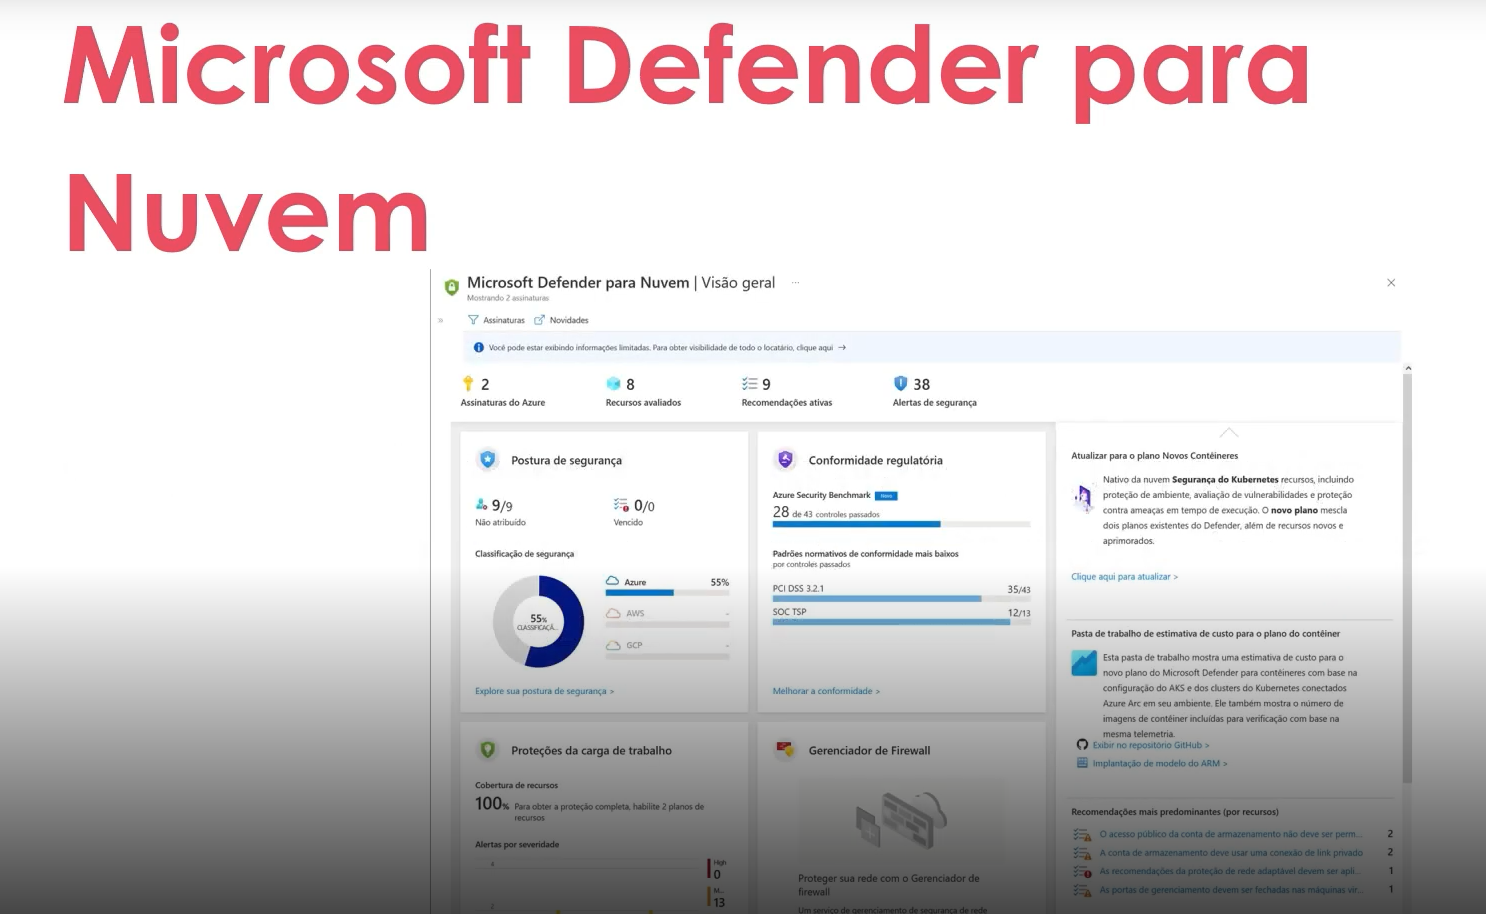 Microsoft Defender para
Nuvem
Microsoft Defender para Nuvem | Visão geral ...
Mostrando 2 assinaturas
» Assinaturas Novidades
Você pode estar exibindo informações limitadas. Para obter visibilidade de todo o locatário, clique aqui →
2 8 9 38
Assinaturas do Azure Recursos avaliados Recomendações ativas Alertas de segurança
Postura de segurança
9/9 0/0
Não atribuído Vencido
Classificação de segurança
55%
CLASSIFICAÇÃ...
Azure 55%
AWS -
GCP -
Explore sua postura de segurança >
Conformidade regulatória
Azure Security Benchmark
28 de 43 controles passados
Padrões normativos de conformidade mais baixos
por controles passados
PCI DSS 3.2.1 35/43
SOC TSP 12/13
Melhorar a conformidade >
Atualizar para o plano Novos Contêineres
Nativo da nuvem Segurança do Kubernetes recursos, incluindo
proteção de ambiente, avaliação de vulnerabilidades e proteção
contra ameaças em tempo de execução. O novo plano mescla
dois planos existentes do Defender, além de recursos novos e
aprimorados.
Clique aqui para atualizar >
Pasta de trabalho de estimativa de custo para o plano do contêiner
Esta pasta de trabalho mostra uma estimativa de custo para o
novo plano do Microsoft Defender para contêineres com base na
configuração do AKS e dos clusters do Kubernetes conectados
Azure Arc em seu ambiente. Ele também mostra o número de
imagens de contêiner incluídas para verificação com base na
mesma telemetria.
Exibir no repositório GitHub >
Implantação de modelo do ARM >
Recomendações mais predominantes (por recursos)
O acesso público da conta de armazenamento não deve ser perm... 2
A conta de armazenamento deve usar uma conexão de link privado 2
As recomendações da proteção de rede adaptável devem ser apli... 1
As portas de gerenciamento devem ser fechadas nas máquinas vir... 1
Proteções da carga de trabalho
Cobertura de recursos
100% Para obter a proteção completa, habilite 2 planos de
recursos
Alertas por severidade
4
2
High
0
M...
13
Gerenciador de Firewall
Proteger sua rede com o Gerenciador de
firewall
Um serviço de gerenciamento de segurança de rede